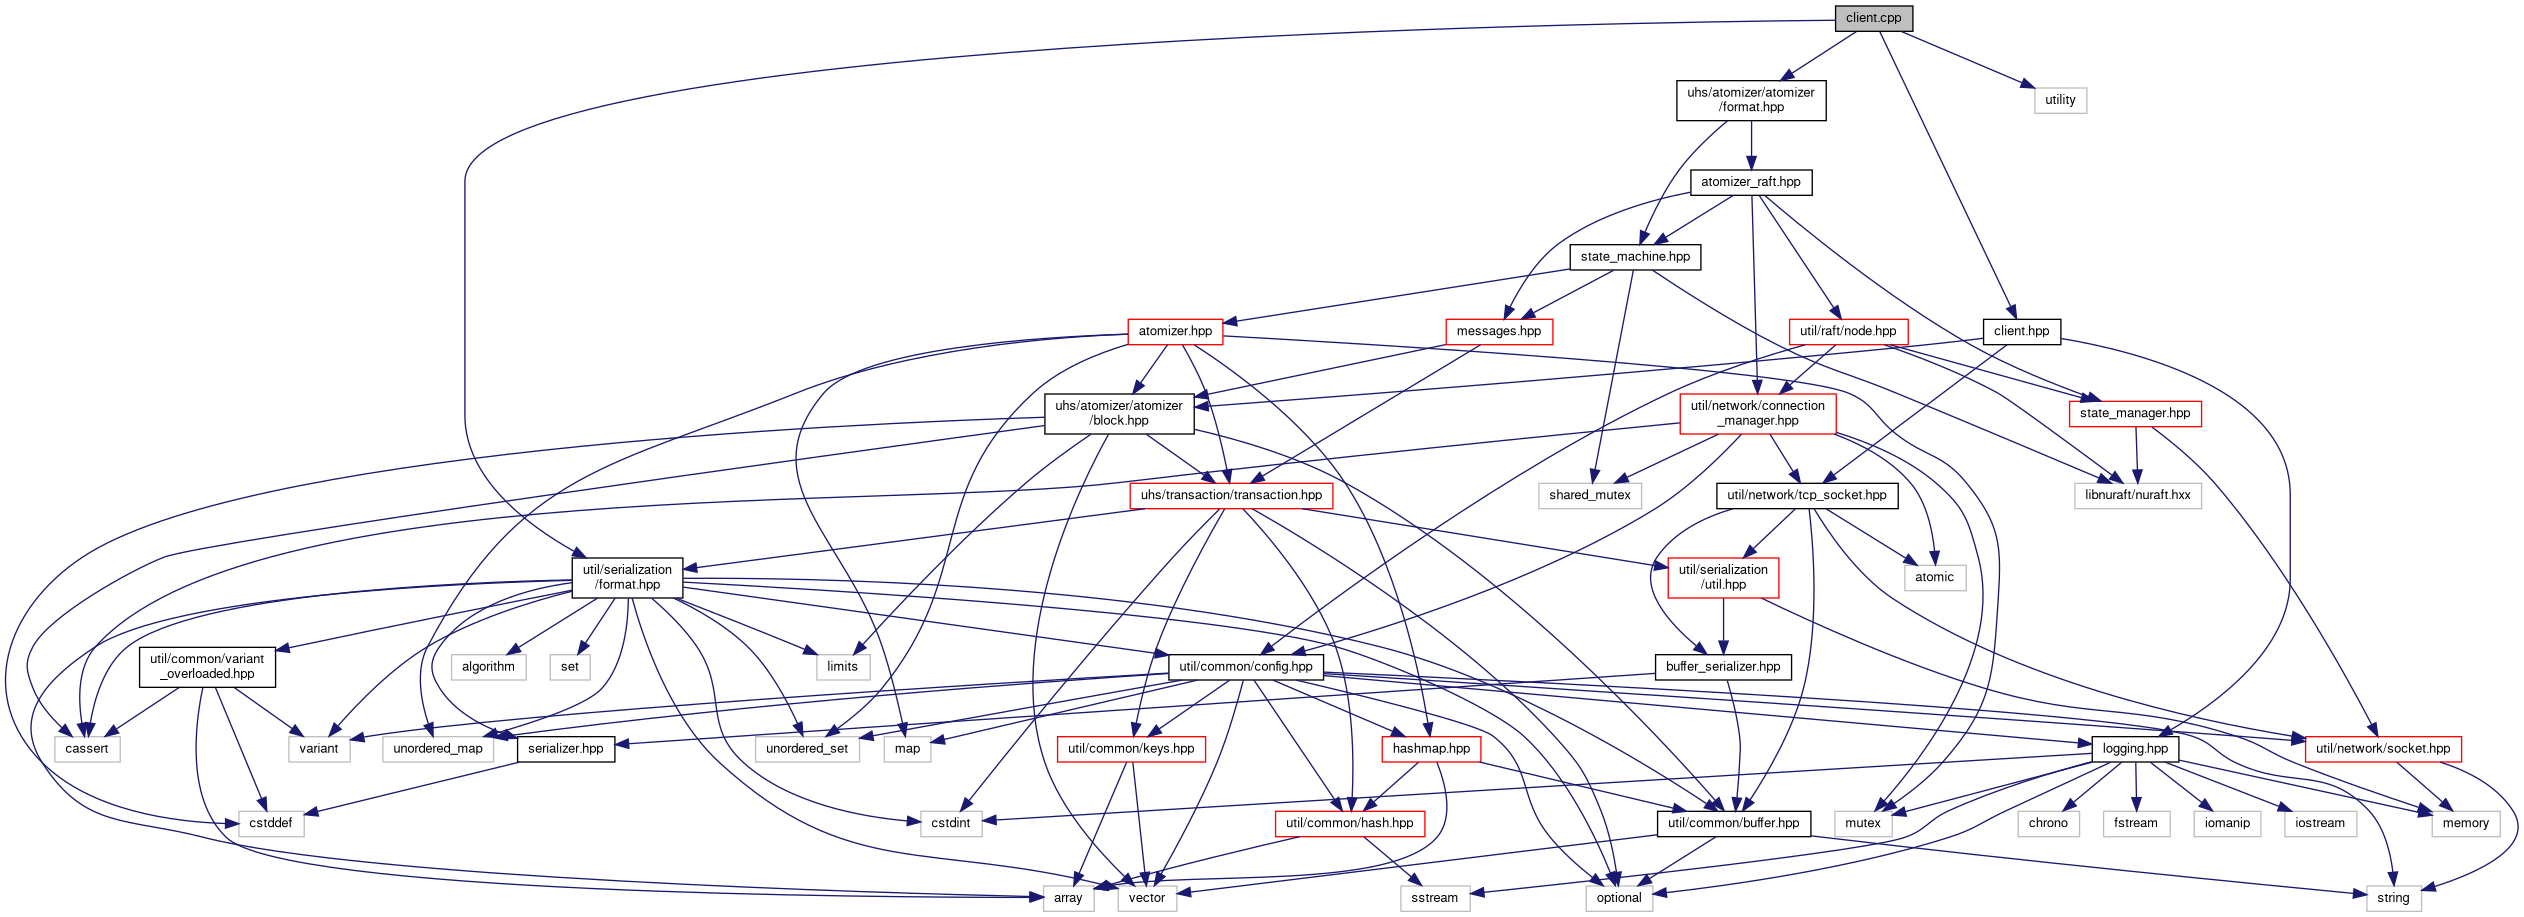 client.cpp
uhs/atomizer/atomizer
/format.hpp
utility
atomizer_raft.hpp
state_machine.hpp
atomizer.hpp
messages.hpp
util/raft/node.hpp
client.hpp
uhs/atomizer/atomizer
/block.hpp
util/network/connection
_manager.hpp
state_manager.hpp
uhs/transaction/transaction.hpp
shared_mutex
util/network/tcp_socket.hpp
libnuraft/nuraft.hxx
util/serialization
/format.hpp
util/serialization
/util.hpp
atomic
util/common/variant
_overloaded.hpp
algorithm
set
limits
util/common/config.hpp
buffer_serializer.hpp
cassert
variant
unordered_map
serializer.hpp
unordered_set
map
util/common/keys.hpp
hashmap.hpp
logging.hpp
util/network/socket.hpp
cstddef
cstdint
util/common/hash.hpp
util/common/buffer.hpp
mutex
chrono
fstream
iomanip
iostream
memory
array
vector
sstream
optional
string